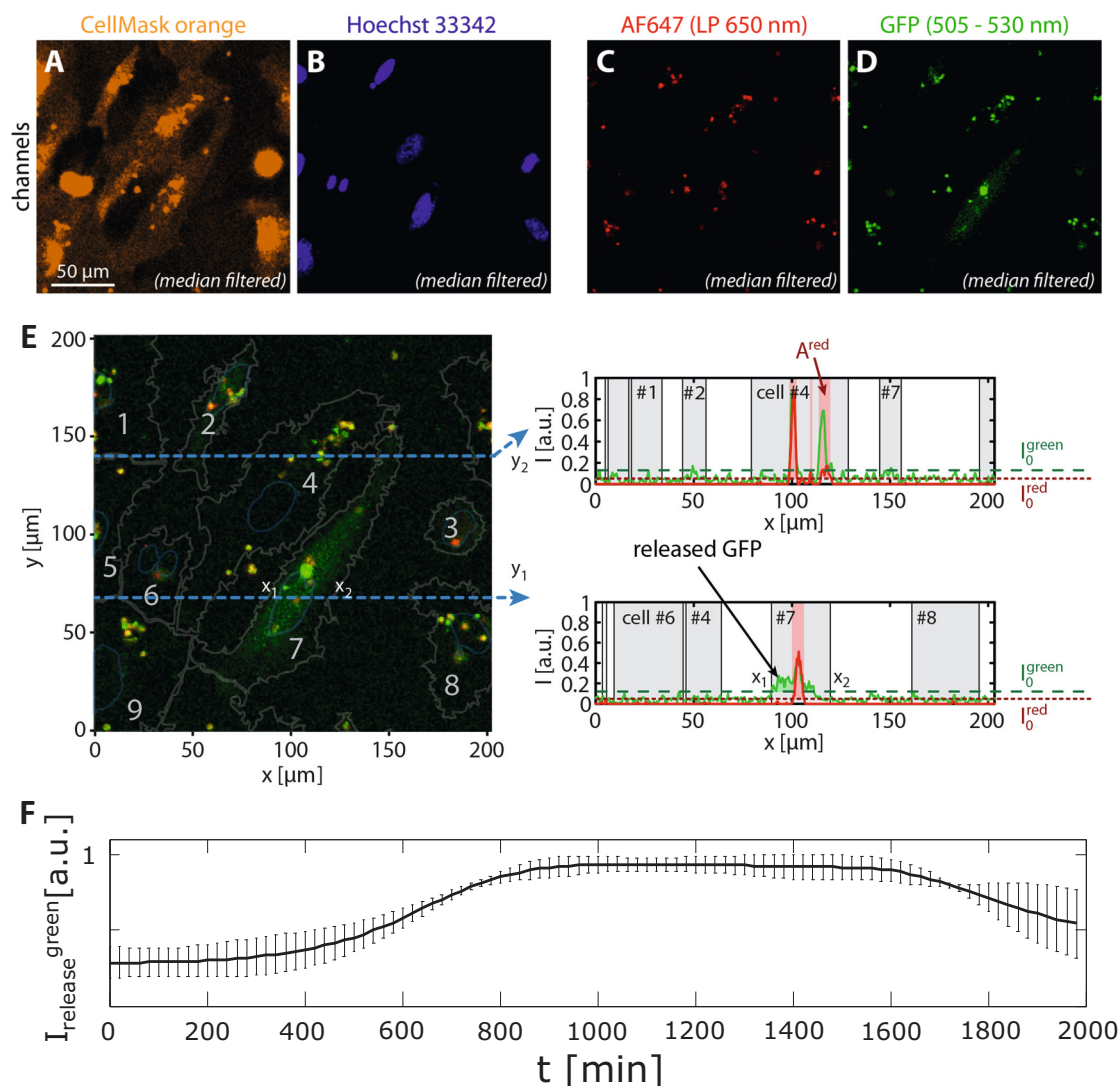 CellMask orange
Hoechst 33342
AF647 (LP 650 nm)
GFP (505 - 530 nm)
channels
A
B
C
D
50 µm
(median filtered)
(median filtered)
(median filtered)
(median filtered)
E
200
150
100
50
0
y [µm]
0
50
100
150
200
x [µm]
1
2
3
4
5
6
7
8
9
y₂
y₁
x₁
x₂
A^red
1
0.8
0.6
0.4
0.2
0
I [a.u.]
#1
#2
cell #4
#7
I₀^green
I₀^red
0
50
100
150
200
x [µm]
released GFP
1
0.8
0.6
0.4
0.2
0
I [a.u.]
cell #6
#4
#7
#8
x₁
x₂
I₀^green
I₀^red
0
50
100
150
200
x [µm]
F
1
I_release^green [a.u.]
0
200
400
600
800
1000
1200
1400
1600
1800
2000
t [min]